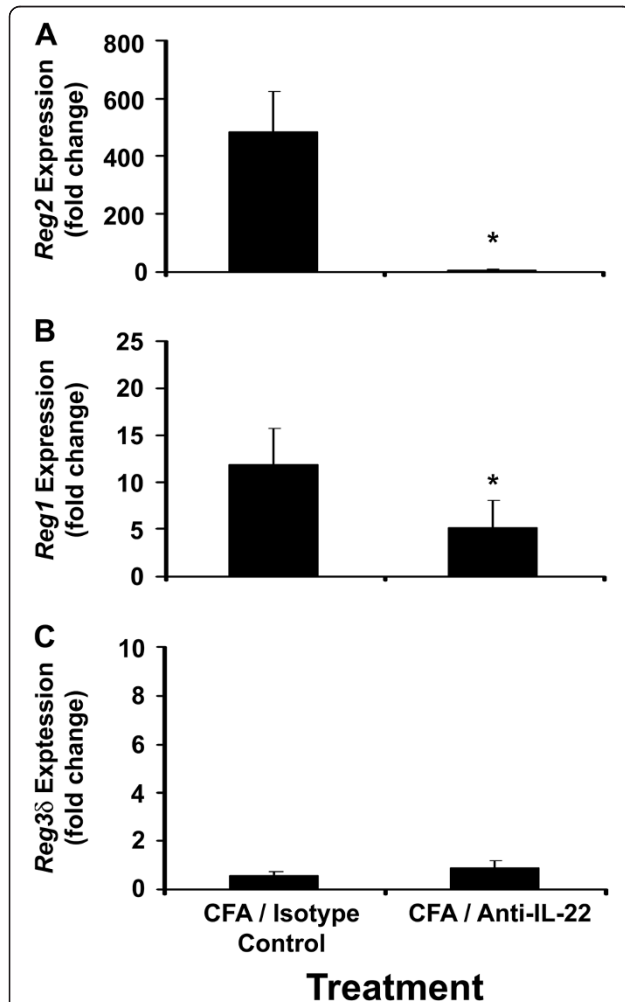 A
Reg2 Expression
(fold change)
800
600
400
200
0
*
B
Reg1 Expression
(fold change)
25
20
15
10
5
0
*
C
Reg3δ Exptession
(fold change)
10
8
6
4
2
0
CFA / Isotype
Control
CFA / Anti-IL-22
Treatment